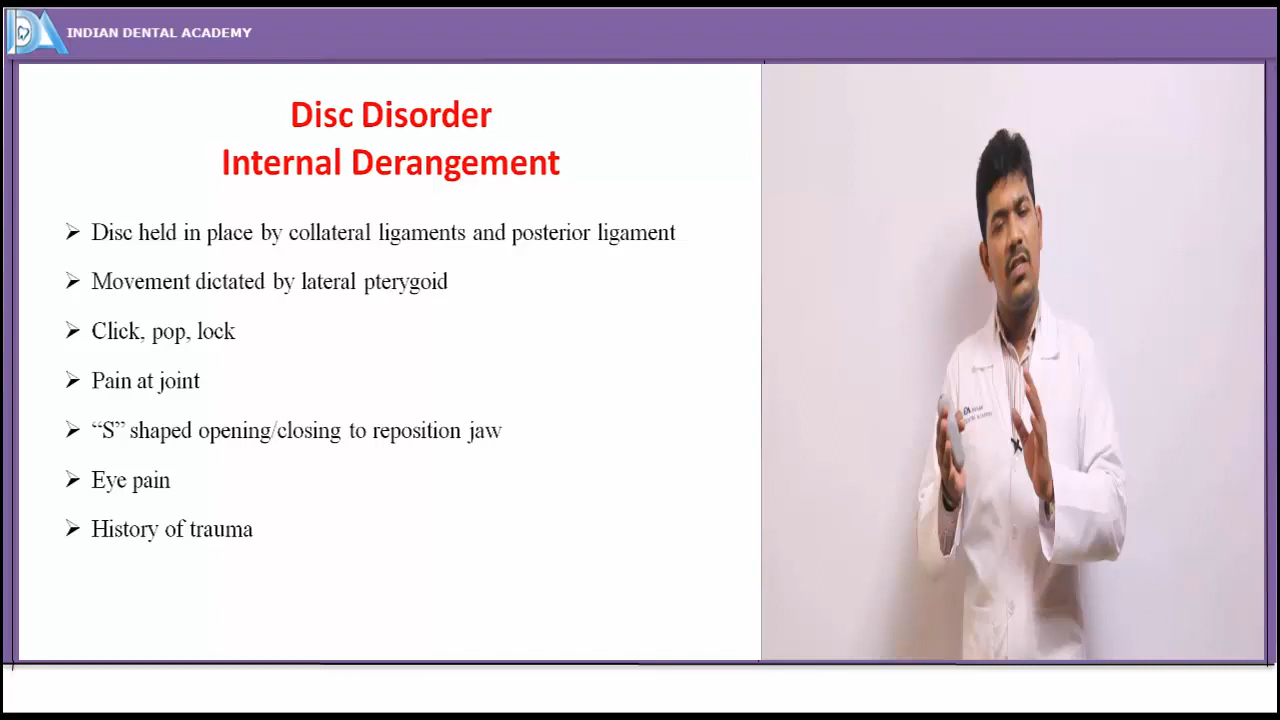 INDIAN DENTAL ACADEMY
Disc Disorder
Internal Derangement
➢ Disc held in place by collateral ligaments and posterior ligament
➢ Movement dictated by lateral pterygoid
➢ Click, pop, lock
➢ Pain at joint
➢ “S” shaped opening/closing to reposition jaw
➢ Eye pain
➢ History of trauma